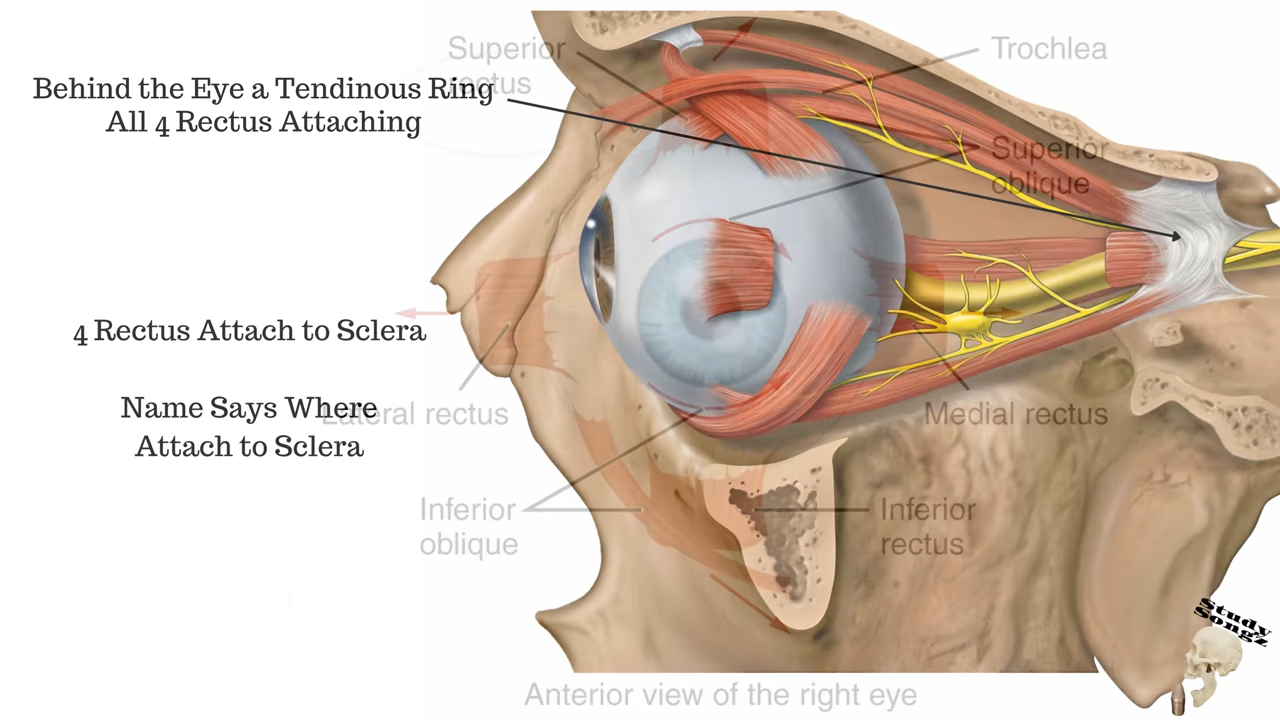 Superior
rectus
Trochlea
Behind the Eye a Tendinous Ring
All 4 Rectus Attaching
Superior
oblique
4 Rectus Attach to Sclera
Name Says Where
Attach to Sclera
Lateral rectus
Medial rectus
Inferior
oblique
Inferior
rectus
Study
Songz
Anterior view of the right eye